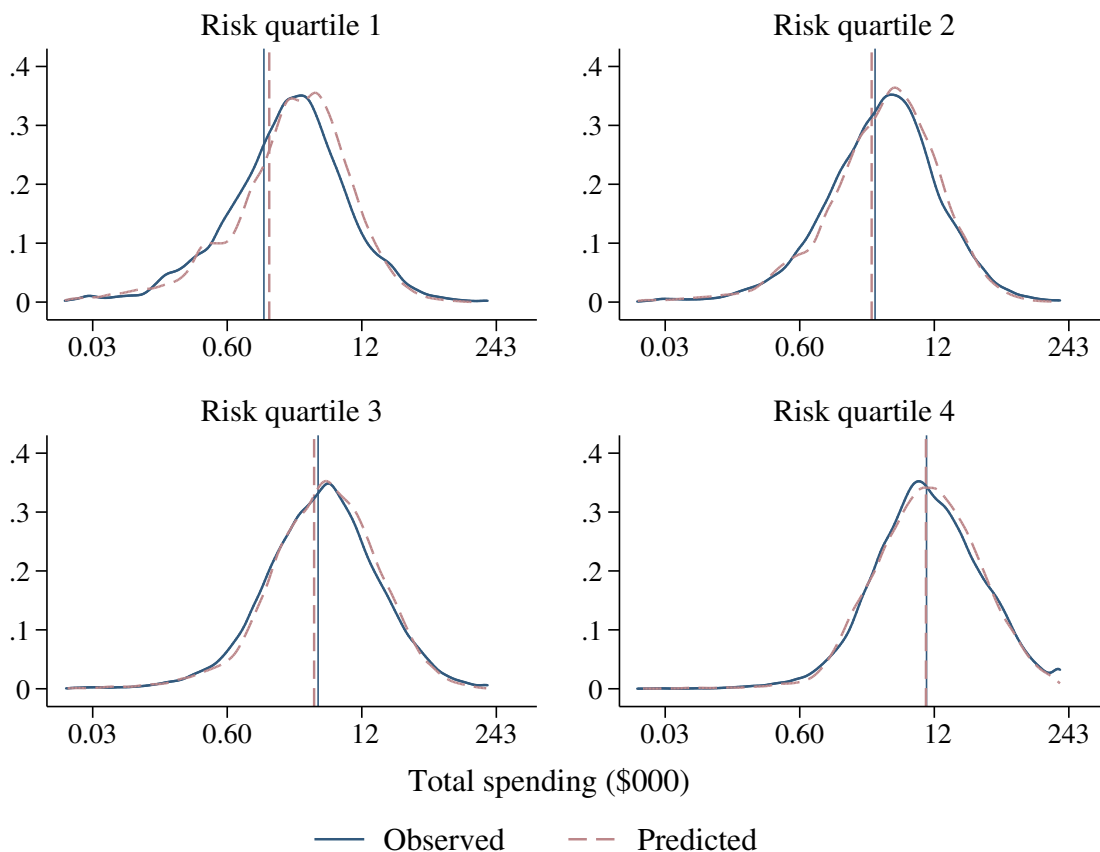 Risk quartile 1
Risk quartile 2
.4
.3
.2
.1
0
0.03 0.60 12 243
.4
.3
.2
.1
0
0.03 0.60 12 243
Risk quartile 3
Risk quartile 4
.4
.3
.2
.1
0
0.03 0.60 12 243
.4
.3
.2
.1
0
0.03 0.60 12 243
Total spending ($000)
Observed Predicted